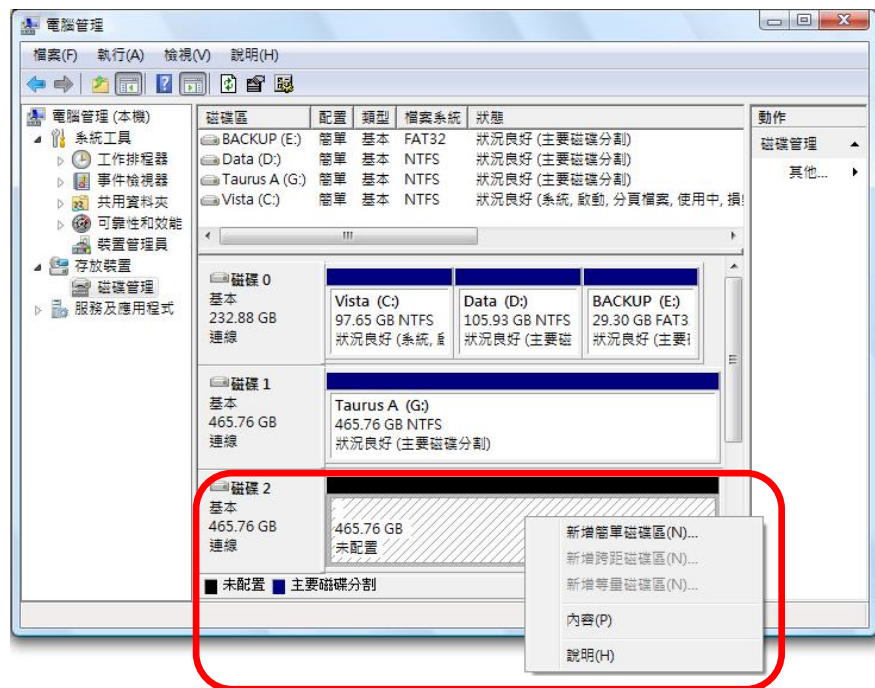 電腦管理
檔案(F) 執行(A) 檢視(V) 說明(H)
電腦管理 (本機)
系統工具
工作排程器
事件檢視器
共用資料夾
可靠性和效能
裝置管理員
存放裝置
磁碟管理
服務及應用程式
磁碟區 配置 類型 檔案系統 狀態
BACKUP (E:) 簡單 基本 FAT32 狀況良好 (主要磁碟分割)
Data (D:) 簡單 基本 NTFS 狀況良好 (主要磁碟分割)
Taurus A (G:) 簡單 基本 NTFS 狀況良好 (主要磁碟分割)
Vista (C:) 簡單 基本 NTFS 狀況良好 (系統, 啟動, 分頁檔案, 使用中, 損
磁碟 0
基本
232.88 GB
連線
Vista (C:)
97.65 GB NTFS
狀況良好 (系統,
Data (D:)
105.93 GB NTFS
狀況良好 (主要磁
BACKUP (E:)
29.30 GB FAT3
狀況良好 (主要
磁碟 1
基本
465.76 GB
連線
Taurus A (G:)
465.76 GB NTFS
狀況良好 (主要磁碟分割)
磁碟 2
基本
465.76 GB
連線
465.76 GB
未配置
未配置 主要磁碟分割
新增簡單磁碟區(N)...
新增跨距磁碟區(N)...
新增等量磁碟區(N)...
內容(P)
說明(H)
動作
磁碟管理
其他...